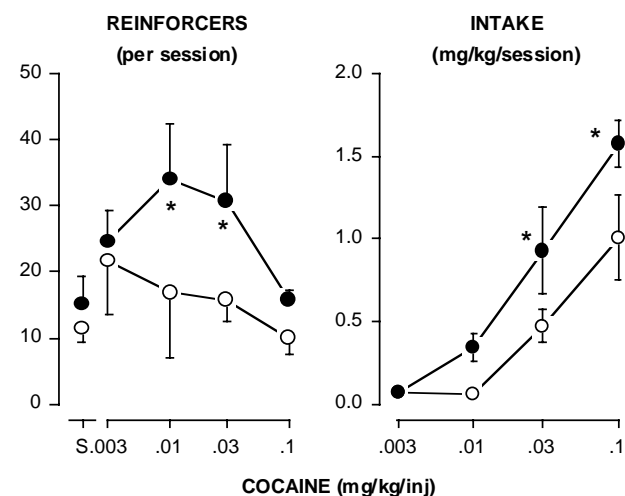 REINFORCERS
(per session)
50
40
30
20
10
0
*
*
S .003 .01 .03 .1
INTAKE
(mg/kg/session)
2.0
1.5
1.0
0.5
0.0
*
*
.003 .01 .03 .1
COCAINE (mg/kg/inj)